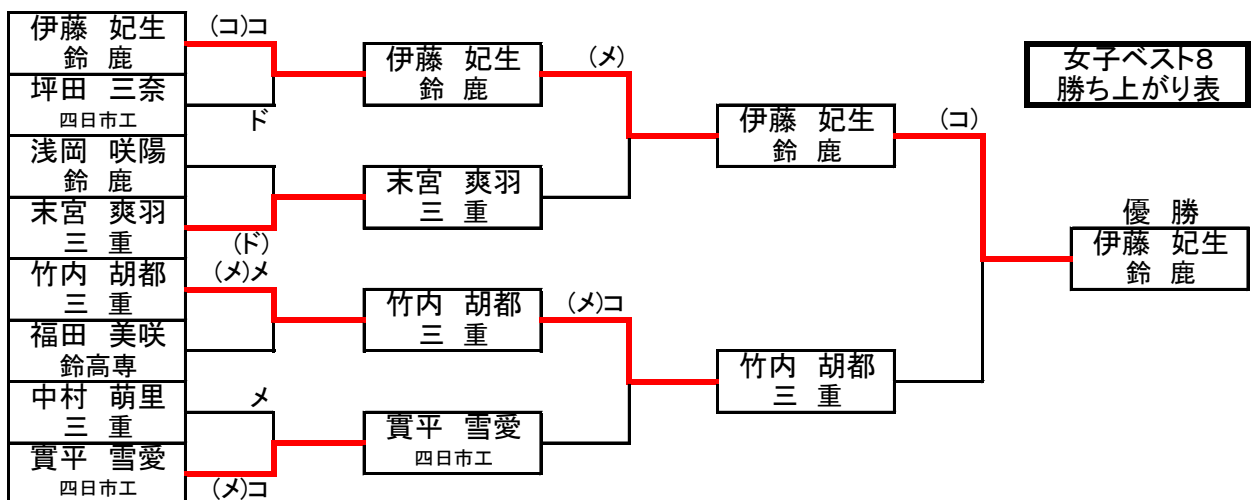 女子ベスト8
勝ち上がり表
伊藤 妃生
鈴 鹿
(コ)コ
坪田 三奈
四日市工
ド
浅岡 咲陽
鈴 鹿
末宮 爽羽
三 重
(ド)
竹内 胡都
三 重
(メ)メ
福田 美咲
鈴高専
中村 萌里
三 重
メ
實平 雪愛
四日市工
(メ)コ
伊藤 妃生
鈴 鹿
(メ)
末宮 爽羽
三 重
竹内 胡都
三 重
(メ)コ
實平 雪愛
四日市工
伊藤 妃生
鈴 鹿
(コ)
竹内 胡都
三 重
優 勝
伊藤 妃生
鈴 鹿